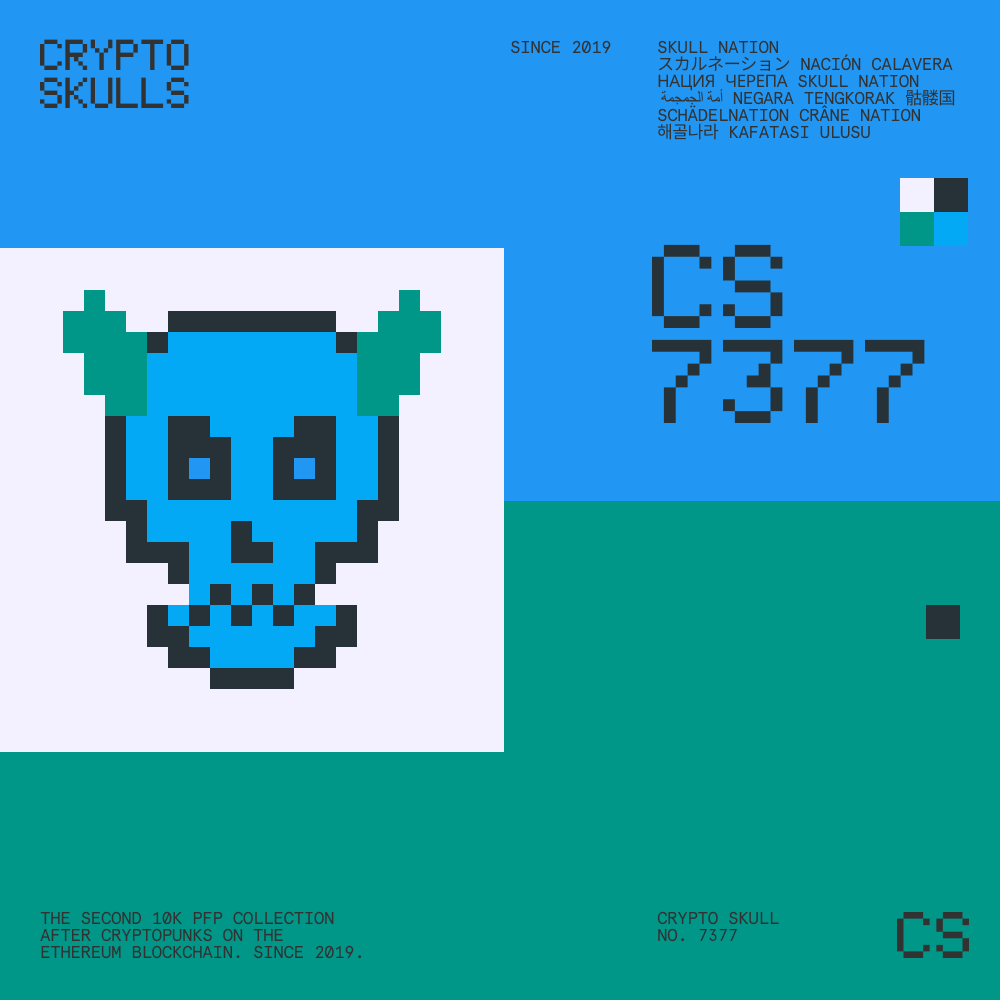 CRYPTO
SKULLS
SINCE 2019
SKULL NATION
スカルネーション NACIÓN CALAVERA
НАЦИЯ ЧЕРЕПА SKULL NATION
أمة الجمجمة NEGARA TENGKORAK 骷髅国
SCHÄDELNATION CRÂNE NATION
해골나라 KAFATASI ULUSU
CS
7377
THE SECOND 10K PFP COLLECTION
AFTER CRYPTOPUNKS ON THE
ETHEREUM BLOCKCHAIN. SINCE 2019.
CRYPTO SKULL
NO. 7377
CS